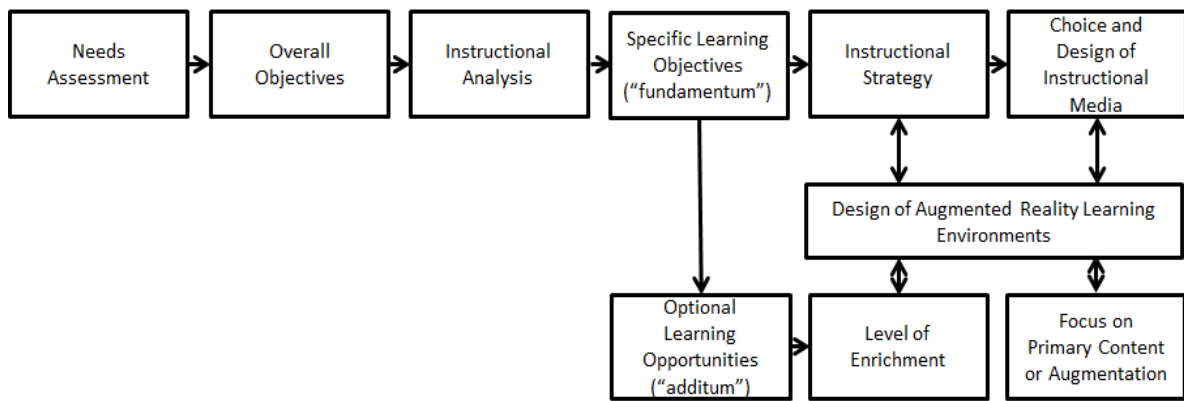 Needs
Assessment
Overall
Objectives
Instructional
Analysis
Specific Learning
Objectives
(“fundamentum”)
Instructional
Strategy
Choice and
Design of
Instructional
Media
Design of Augmented Reality Learning
Environments
Optional
Learning
Opportunities
(“additum”)
Level of
Enrichment
Focus on
Primary Content
or Augmentation